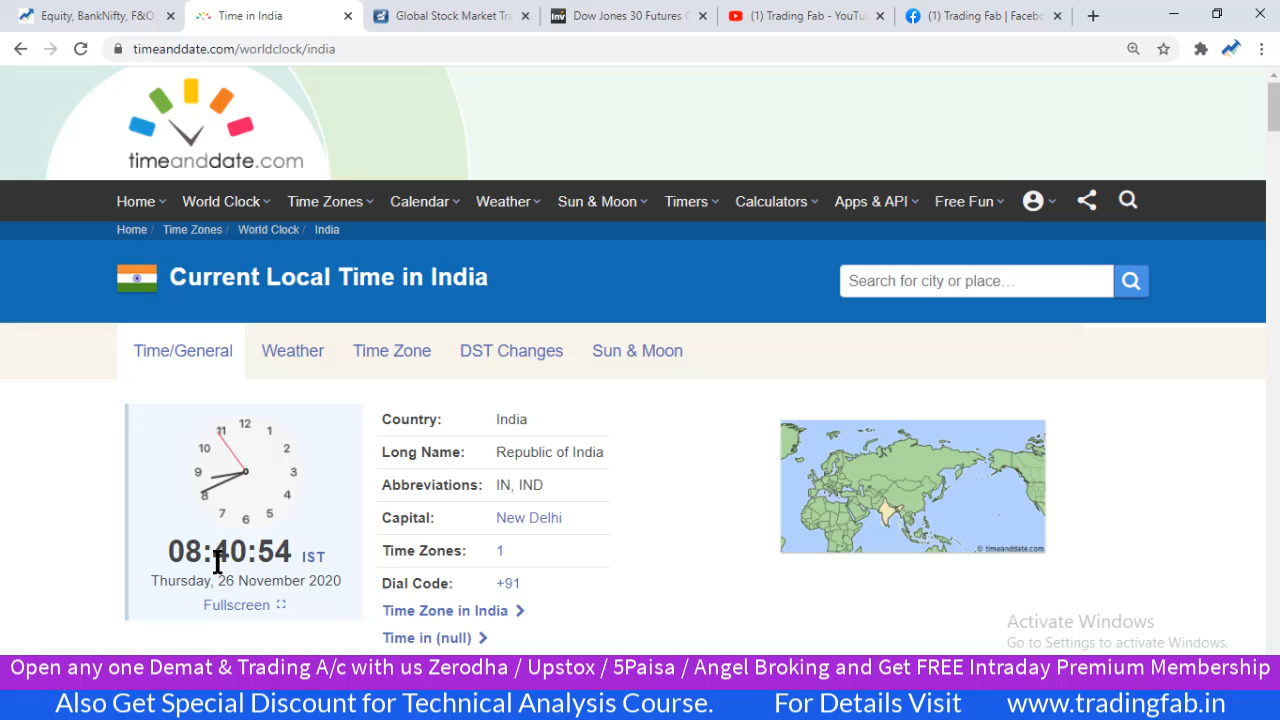 Equity, BankNifty, F&O
Time in India
Global Stock Market Tra
Inv Dow Jones 30 Futures C
(1) Trading Fab - YouTu
(1) Trading Fab | Facebo
timeanddate.com/worldclock/india
timeanddate.com
Home World Clock Time Zones Calendar Weather Sun & Moon Timers Calculators Apps & API Free Fun
Home / Time Zones / World Clock / India
Current Local Time in India
Search for city or place...
Time/General Weather Time Zone DST Changes Sun & Moon
12
1
2
3
4
5
6
7
8
9
10
11
08:40:54 IST
Thursday, 26 November 2020
Fullscreen
Country: India
Long Name: Republic of India
Abbreviations: IN, IND
Capital: New Delhi
Time Zones: 1
Dial Code: +91
Time Zone in India
Time in (null)
© timeanddate.com
Activate Windows
Go to Settings to activate Windows.
Open any one Demat & Trading A/c with us Zerodha / Upstox / 5Paisa / Angel Broking and Get FREE Intraday Premium Membership
Also Get Special Discount for Technical Analysis Course. For Details Visit www.tradingfab.in